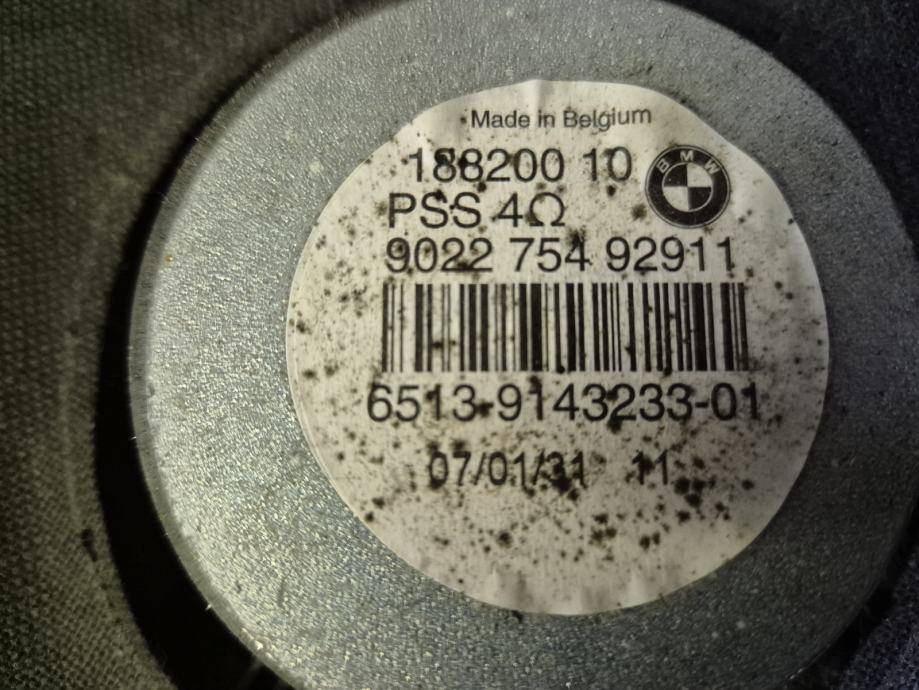 Made in Belgium
188200 10
BMW
PSS 4Ω
9022 754 92911
6513-9143233-01
07/01/31 11